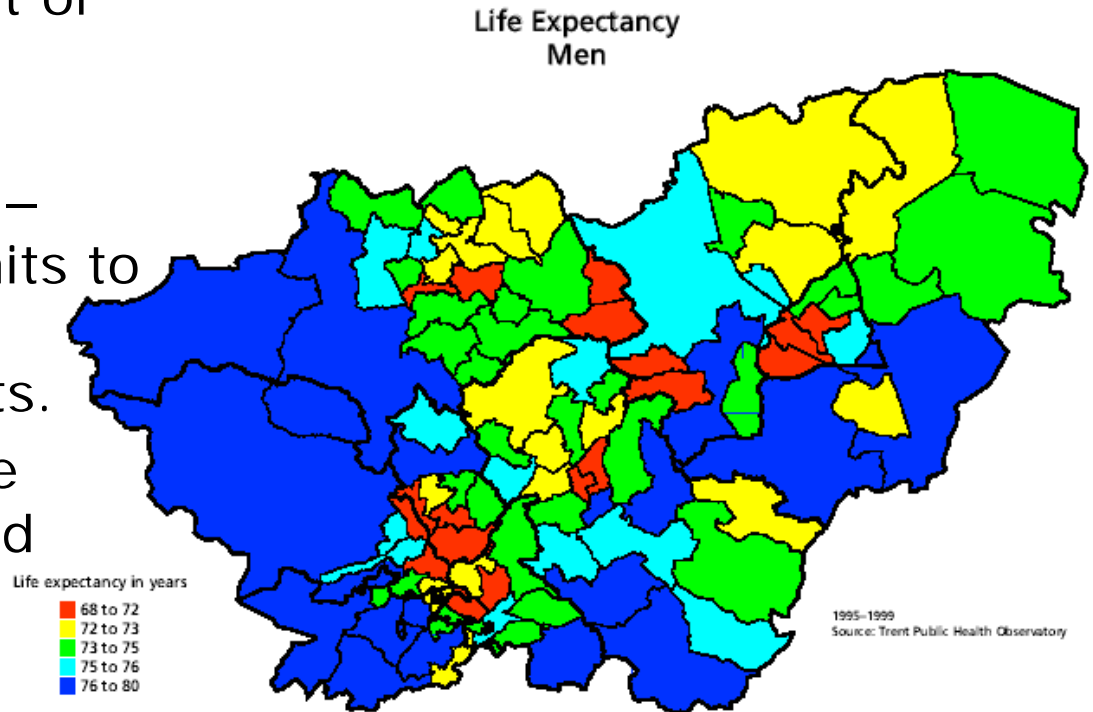 Life Expectancy
Men
–
to
ts.
e
d
Life expectancy in years
68 to 72
72 to 73
73 to 75
75 to 76
76 to 80
1995–1999
Source: Trent Public Health Observatory